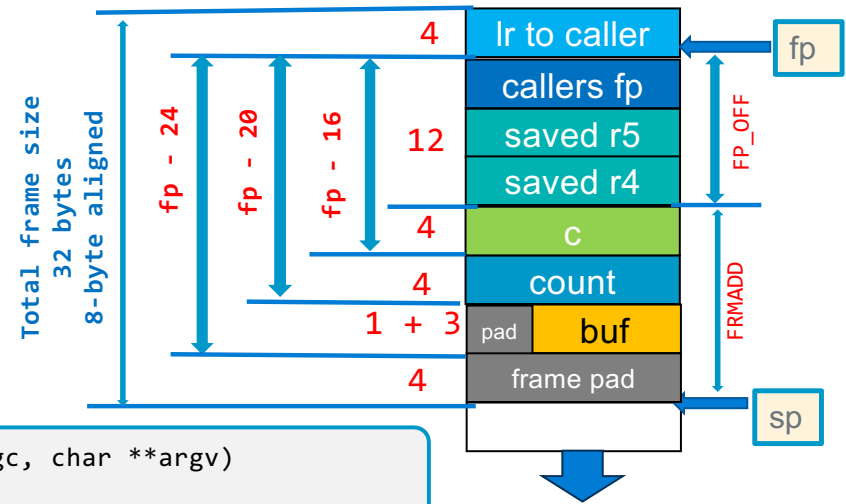 Total frame size
32 bytes
8-byte aligned
fp - 24
fp - 20
fp - 16
4
12
4
4
1 + 3
4
lr to caller
callers fp
saved r5
saved r4
c
count
pad
buf
frame pad
fp
FP_OFF
FRMADD
sp
gc, char **argv)